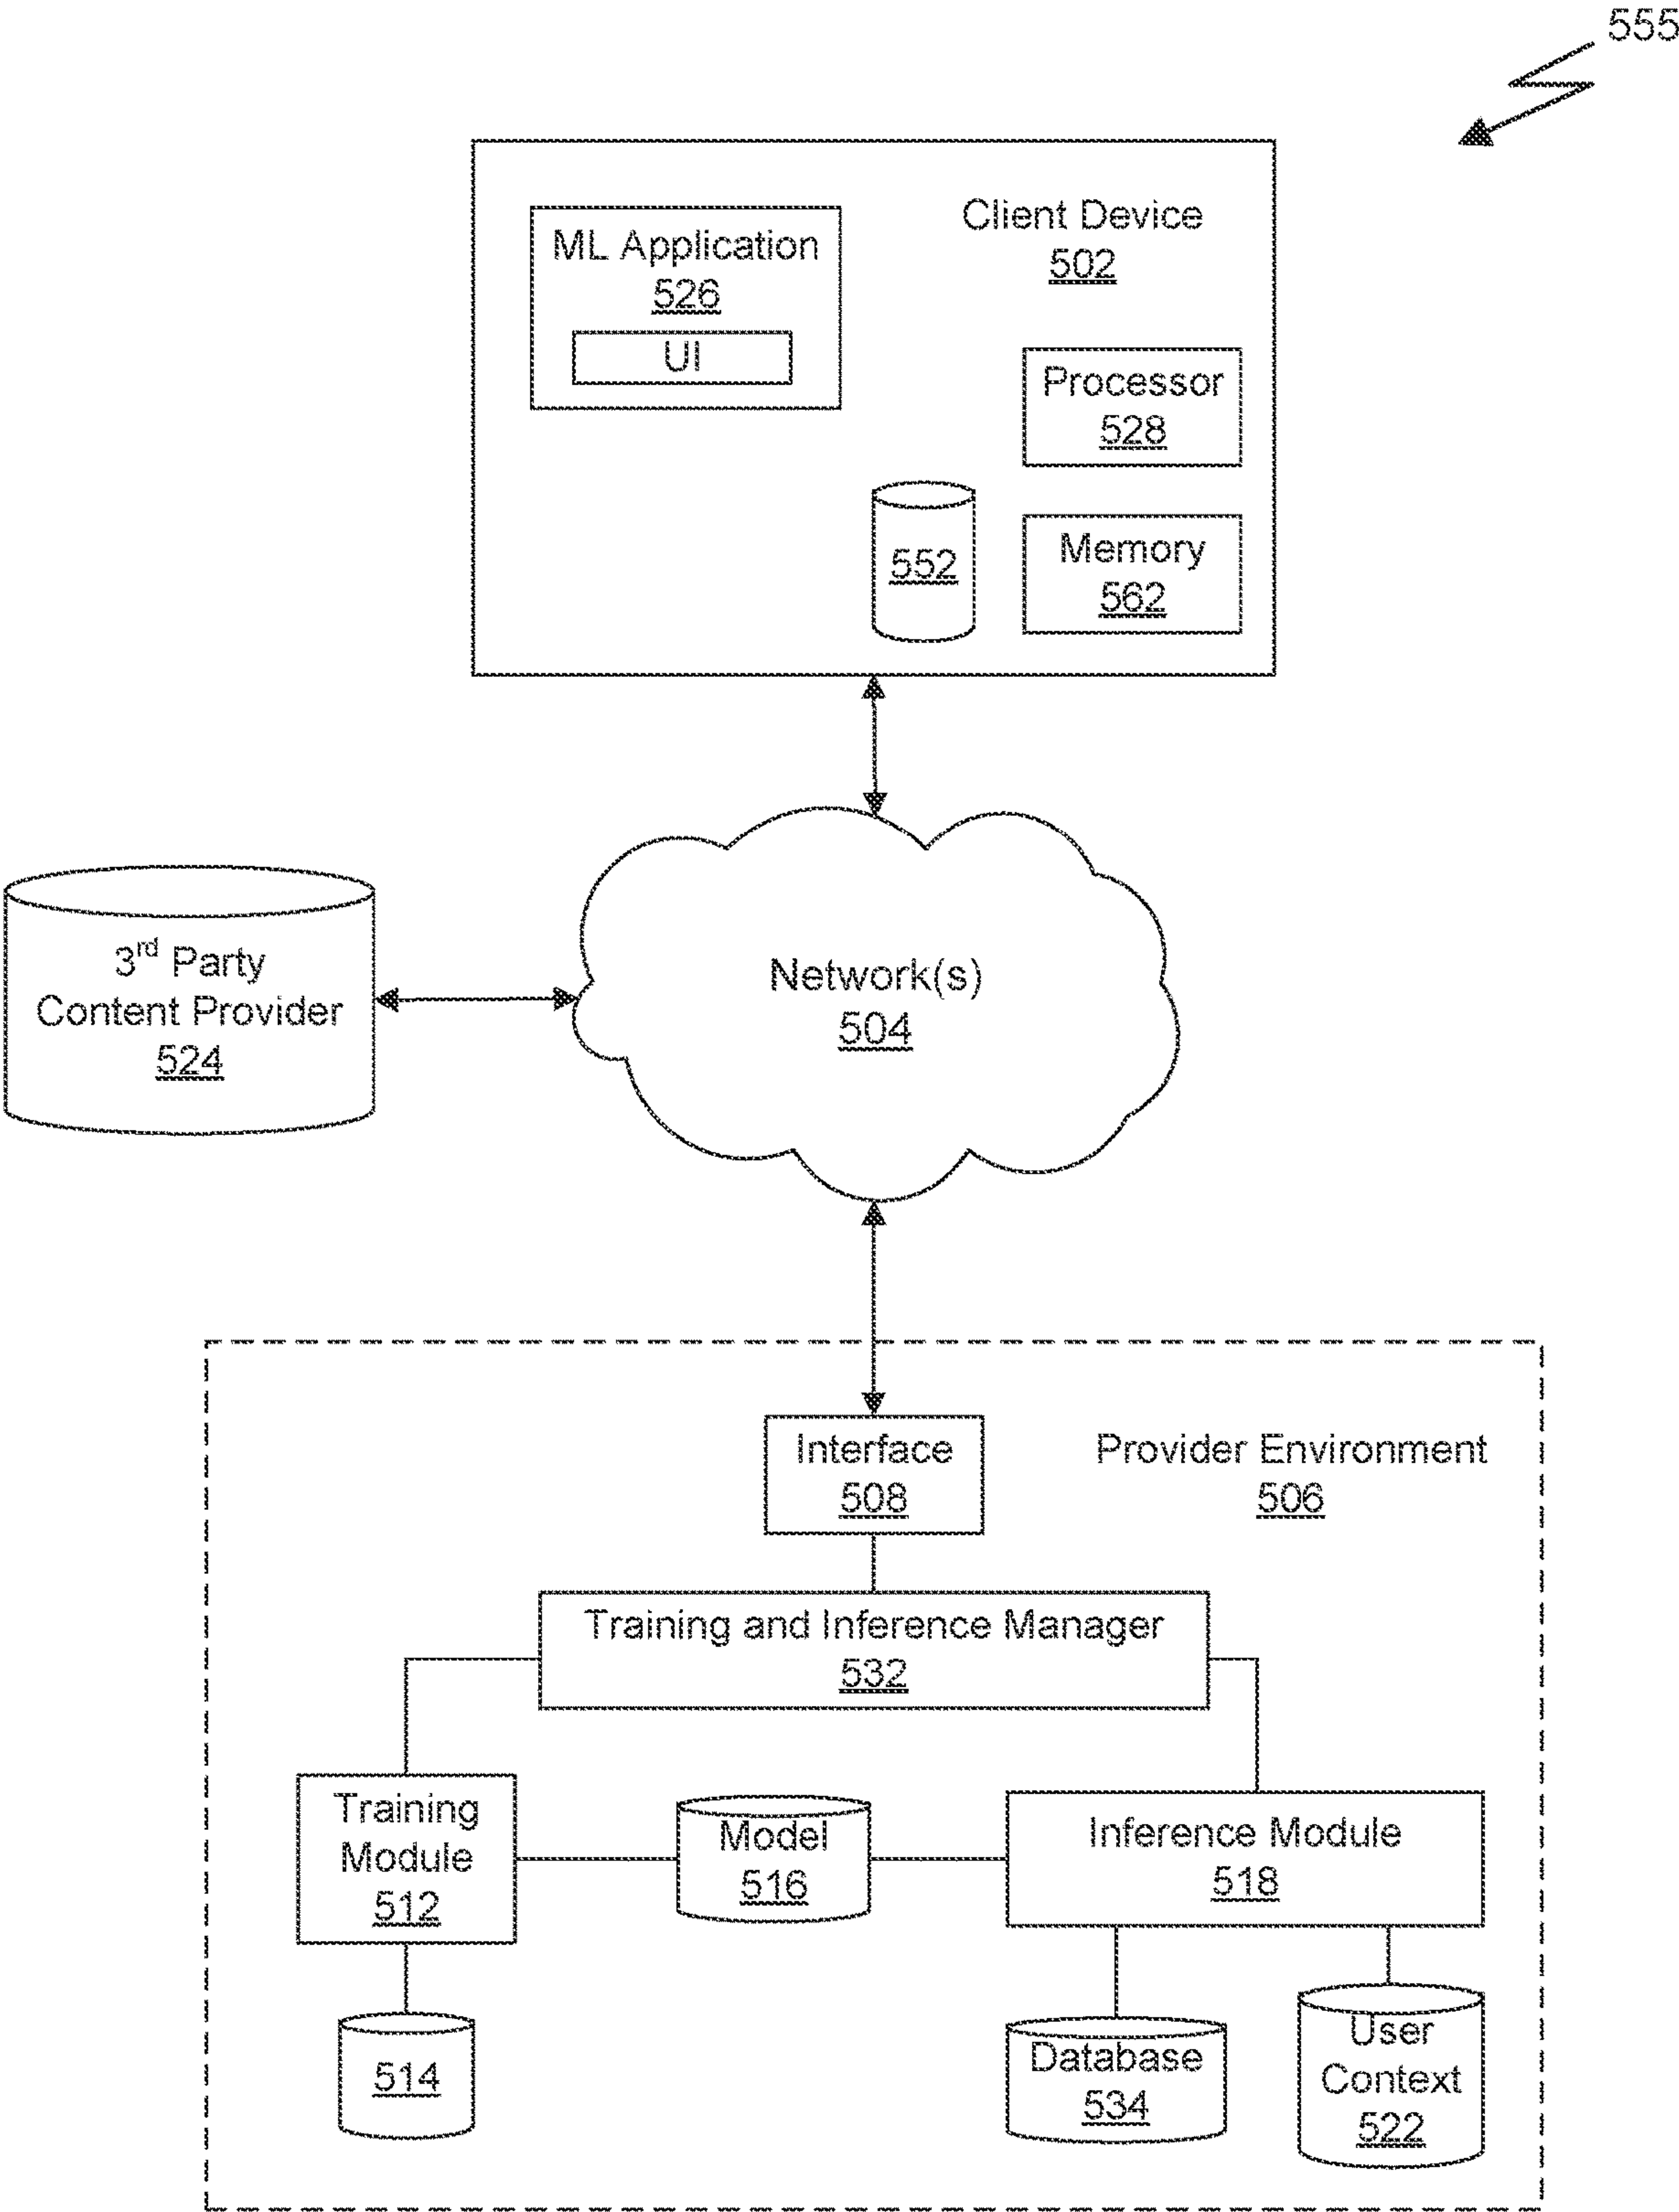 555
Client Device
502
ML Application
526
UI
Processor
528
552
Memory
562
3rd Party
Content Provider
524
Network(s)
504
Interface
508
Provider Environment
506
Training and Inference Manager
532
Training
Module
512
Model
516
Inference Module
518
514
Database
534
User
Context
522